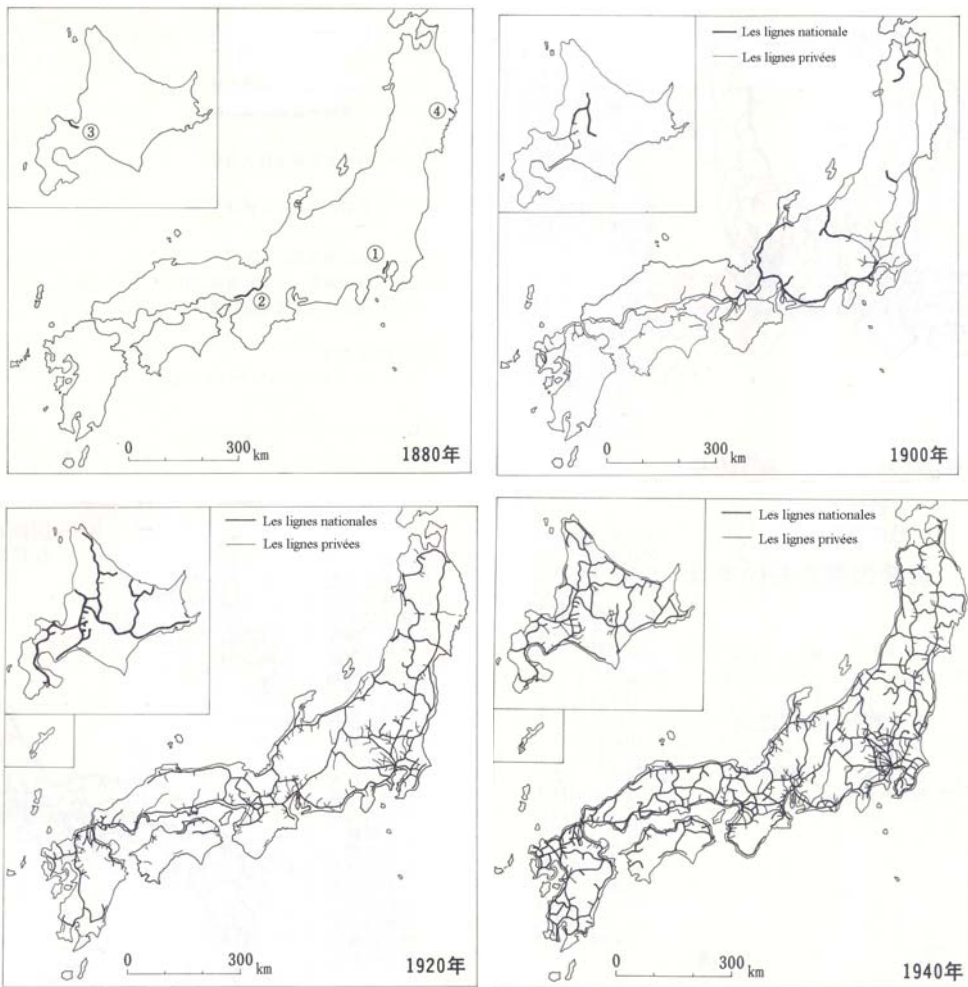 ③
④
①
②
0 300
km
1880年
Les lignes nationale
Les lignes privées
0 300
km
1900年
Les lignes nationales
Les lignes privées
0 300
km
1920年
Les lignes nationales
Les lignes privées
0 300
km
1940年